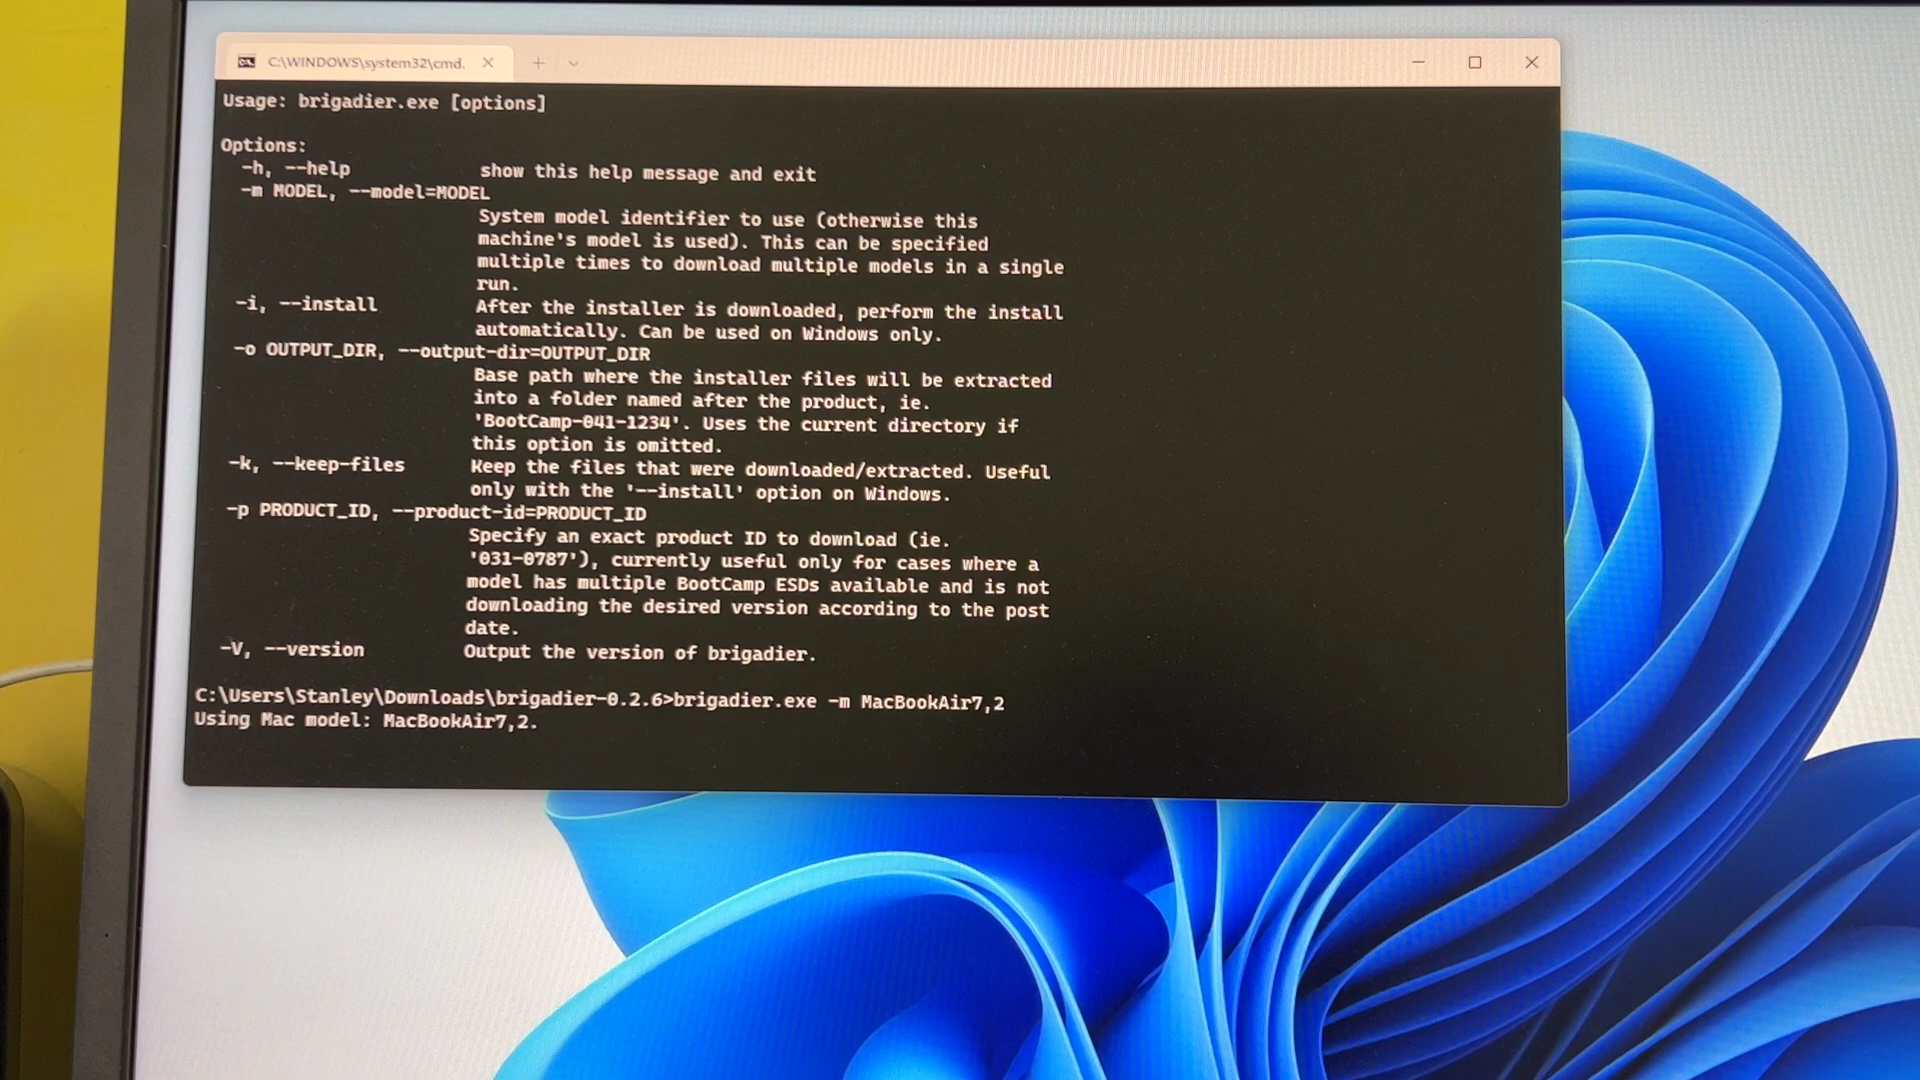 C:\WINDOWS\system32\cmd.
Usage: brigadier.exe [options]
Options:
-h, --help show this help message and exit
-m MODEL, --model=MODEL
System model identifier to use (otherwise this
machine's model is used). This can be specified
multiple times to download multiple models in a single
run.
-i, --install After the installer is downloaded, perform the install
automatically. Can be used on Windows only.
-o OUTPUT_DIR, --output-dir=OUTPUT_DIR
Base path where the installer files will be extracted
into a folder named after the product, ie.
'BootCamp-041-1234'. Uses the current directory if
this option is omitted.
-k, --keep-files Keep the files that were downloaded/extracted. Useful
only with the '--install' option on Windows.
-p PRODUCT_ID, --product-id=PRODUCT_ID
Specify an exact product ID to download (ie.
'031-0787'), currently useful only for cases where a
model has multiple BootCamp ESDs available and is not
downloading the desired version according to the post
date.
-V, --version Output the version of brigadier.
C:\Users\Stanley\Downloads\brigadier-0.2.6>brigadier.exe -m MacBookAir7,2
Using Mac model: MacBookAir7,2.